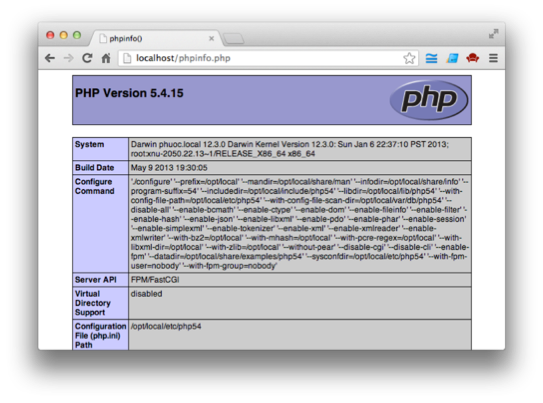 phpinfo()
localhost/phpinfo.php
PHP Version 5.4.15
php
System
Darwin phuoc.local 12.3.0 Darwin Kernel Version 12.3.0: Sun Jan 6 22:37:10 PST 2013;
root:xnu-2050.22.13~1/RELEASE_X86_64 x86_64
Build Date
May 9 2013 19:30:05
Configure
Command
'./configure' '--prefix=/opt/local' '--mandir=/opt/local/share/man' '--infodir=/opt/local/share/info' '--
program-suffix=54' '--includedir=/opt/local/include/php54' '--libdir=/opt/local/lib/php54' '--with-
config-file-path=/opt/local/etc/php54' '--with-config-file-scan-dir=/opt/local/var/db/php54' '--
disable-all' '--enable-bcmath' '--enable-ctype' '--enable-dom' '--enable-fileinfo' '--enable-filter'
'--enable-hash' '--enable-json' '--enable-libxml' '--enable-pdo' '--enable-phar' '--enable-session'
'--enable-simplexml' '--enable-tokenizer' '--enable-xml' '--enable-xmlreader' '--enable-
xmlwriter' '--with-bz2=/opt/local' '--with-mhash=/opt/local' '--with-pcre-regex=/opt/local' '--with-
libxml-dir=/opt/local' '--with-zlib=/opt/local' '--without-pear' '--disable-cgi' '--disable-cli' '--enable-
fpm' '--datadir=/opt/local/share/examples/php54' '--sysconfdir=/opt/local/etc/php54' '--with-fpm-
user=nobody' '--with-fpm-group=nobody'
Server API
FPM/FastCGI
Virtual
Directory
Support
disabled
Configuration
File (php.ini)
Path
/opt/local/etc/php54